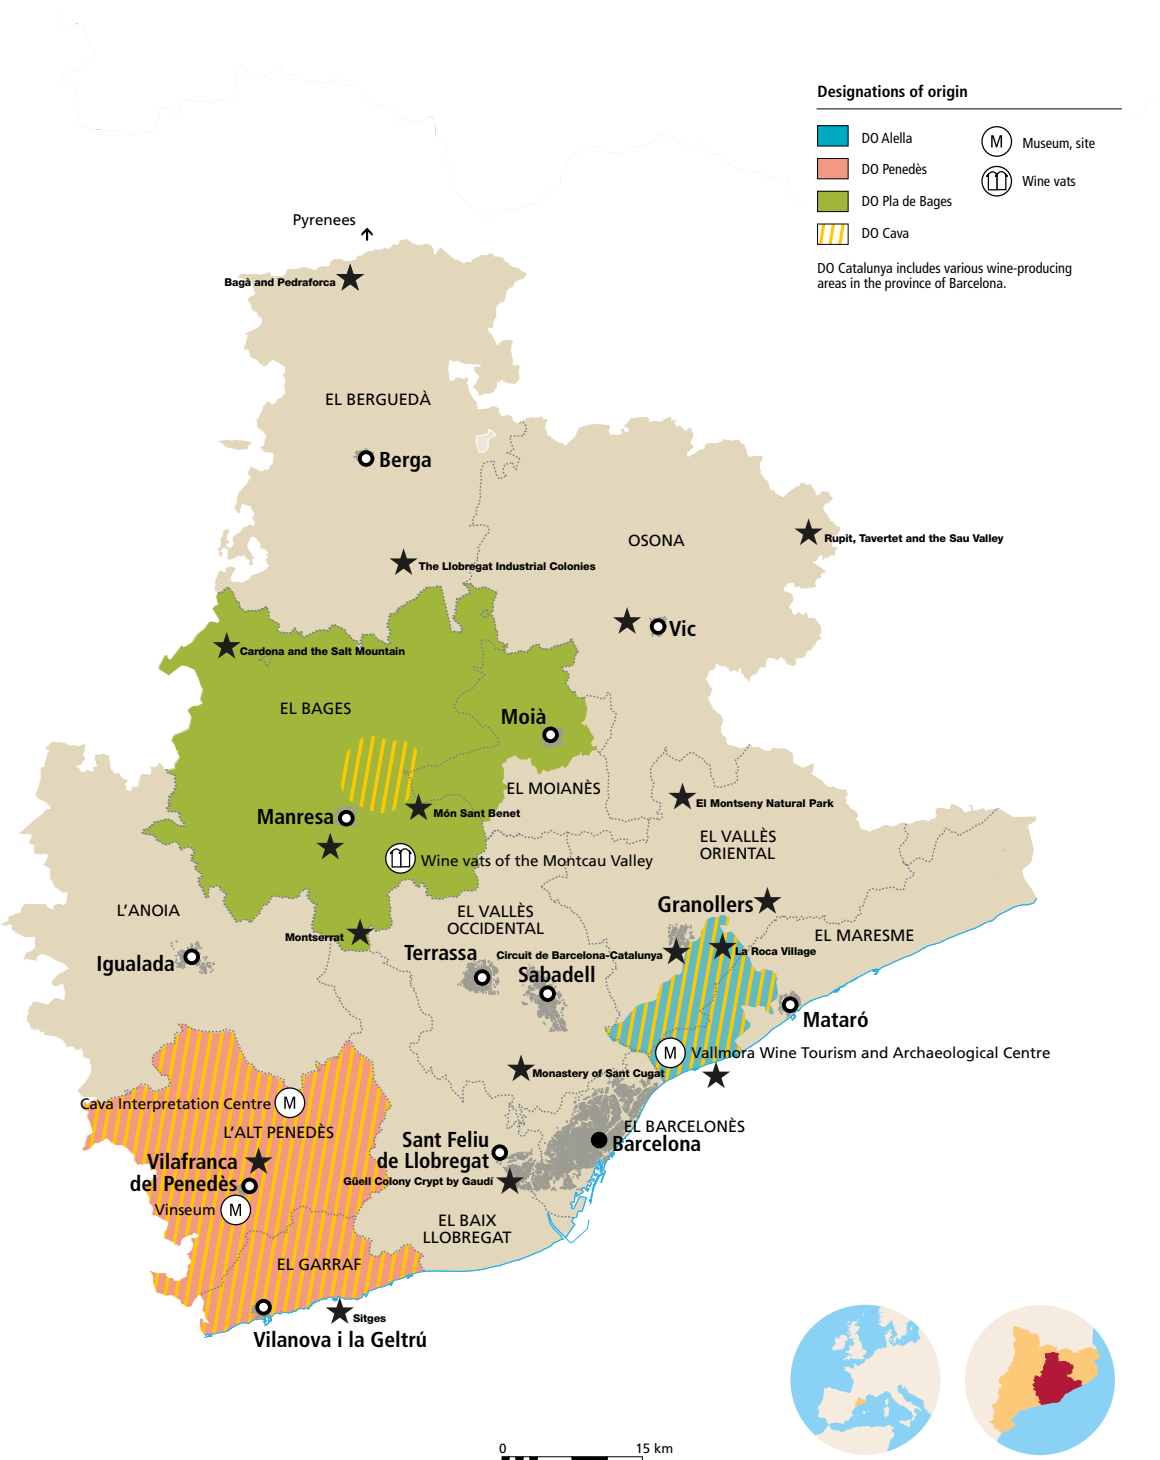 Designations of origin
DO Alella
M
Museum, site
DO Penedès
Wine vats
DO Pla de Bages
DO Cava
DO Catalunya includes various wine-producing
areas in the province of Barcelona.
Pyrenees
Bagà and Pedraforca
EL BERGUEDÀ
Berga
OSONA
Rupit, Tavertet and the Sau Valley
The Llobregat Industrial Colonies
Vic
Cardona and the Salt Mountain
EL BAGES
Moià
EL MOIANÈS
El Montseny Natural Park
Manresa
Món Sant Benet
EL VALLÈS
ORIENTAL
Wine vats of the Montcau Valley
Granollers
L'ANOIA
EL VALLÈS
OCCIDENTAL
EL MARESME
Montserrat
Terrassa
Circuit de Barcelona-Catalunya
La Roca Village
Igualada
Sabadell
Mataró
M
Vallmora Wine Tourism and Archaeological Centre
Monastery of Sant Cugat
Cava Interpretation Centre
M
L'ALT PENEDÈS
EL BARCELONÈS
Barcelona
Sant Feliu
de Llobregat
Vilafranca
del Penedès
Güell Colony Crypt by Gaudí
Vinseum
M
EL BAIX
LLOBREGAT
EL GARRAF
Sitges
Vilanova i la Geltrú
0
15 km